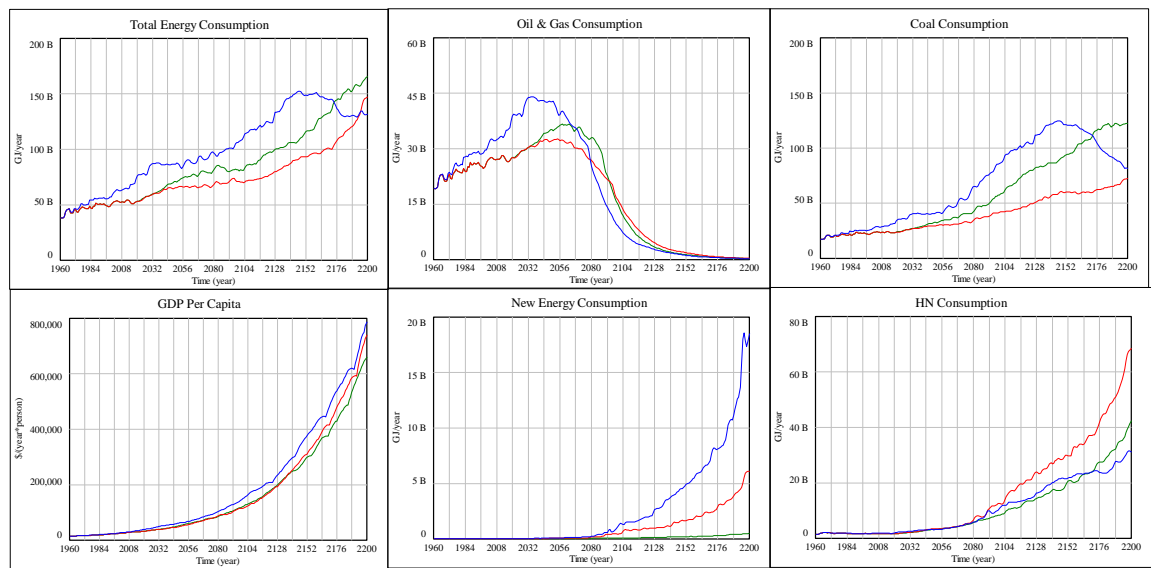 Total Energy Consumption
200 B
150 B
100 B
50 B
0
GJ/year
1960 1984 2008 2032 2056 2080 2104 2128 2152 2176 2200
Time (year)
Oil & Gas Consumption
60 B
45 B
30 B
15 B
0
GJ/year
1960 1984 2008 2032 2056 2080 2104 2128 2152 2176 2200
Time (year)
Coal Consumption
200 B
150 B
100 B
50 B
0
GJ/year
1960 1984 2008 2032 2056 2080 2104 2128 2152 2176 2200
Time (year)
GDP Per Capita
800,000
600,000
400,000
200,000
0
$/(year*person)
1960 1984 2008 2032 2056 2080 2104 2128 2152 2176 2200
Time (year)
New Energy Consumption
20 B
15 B
10 B
5 B
0
GJ/year
1960 1984 2008 2032 2056 2080 2104 2128 2152 2176 2200
Time (year)
HN Consumption
80 B
60 B
40 B
20 B
0
GJ/year
1960 1984 2008 2032 2056 2080 2104 2128 2152 2176 2200
Time (year)